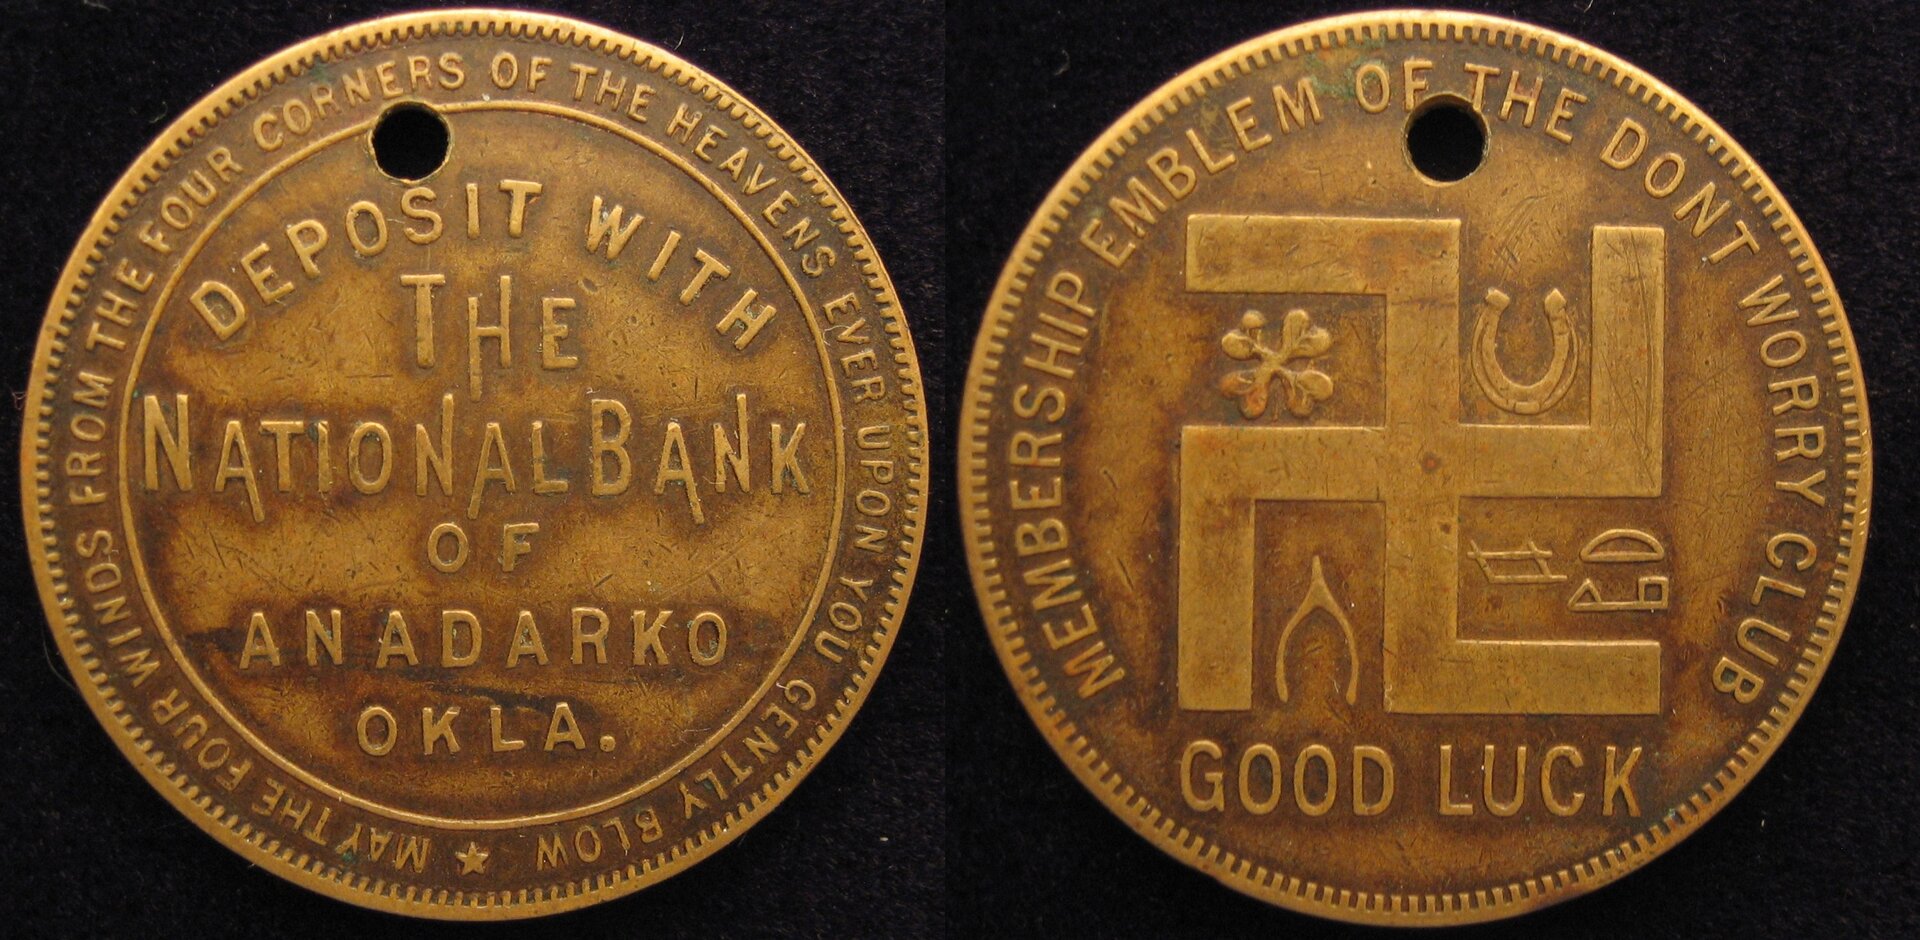 MAY THE FOUR WINDS FROM THE FOUR CORNERS OF THE HEAVENS EVER UPON YOU GENTLY BLOW
DEPOSIT WITH
THE
NATIONAL BANK
OF
ANADARKO
OKLA.
MEMBERSHIP EMBLEM OF THE DONT WORRY CLUB
GOOD LUCK